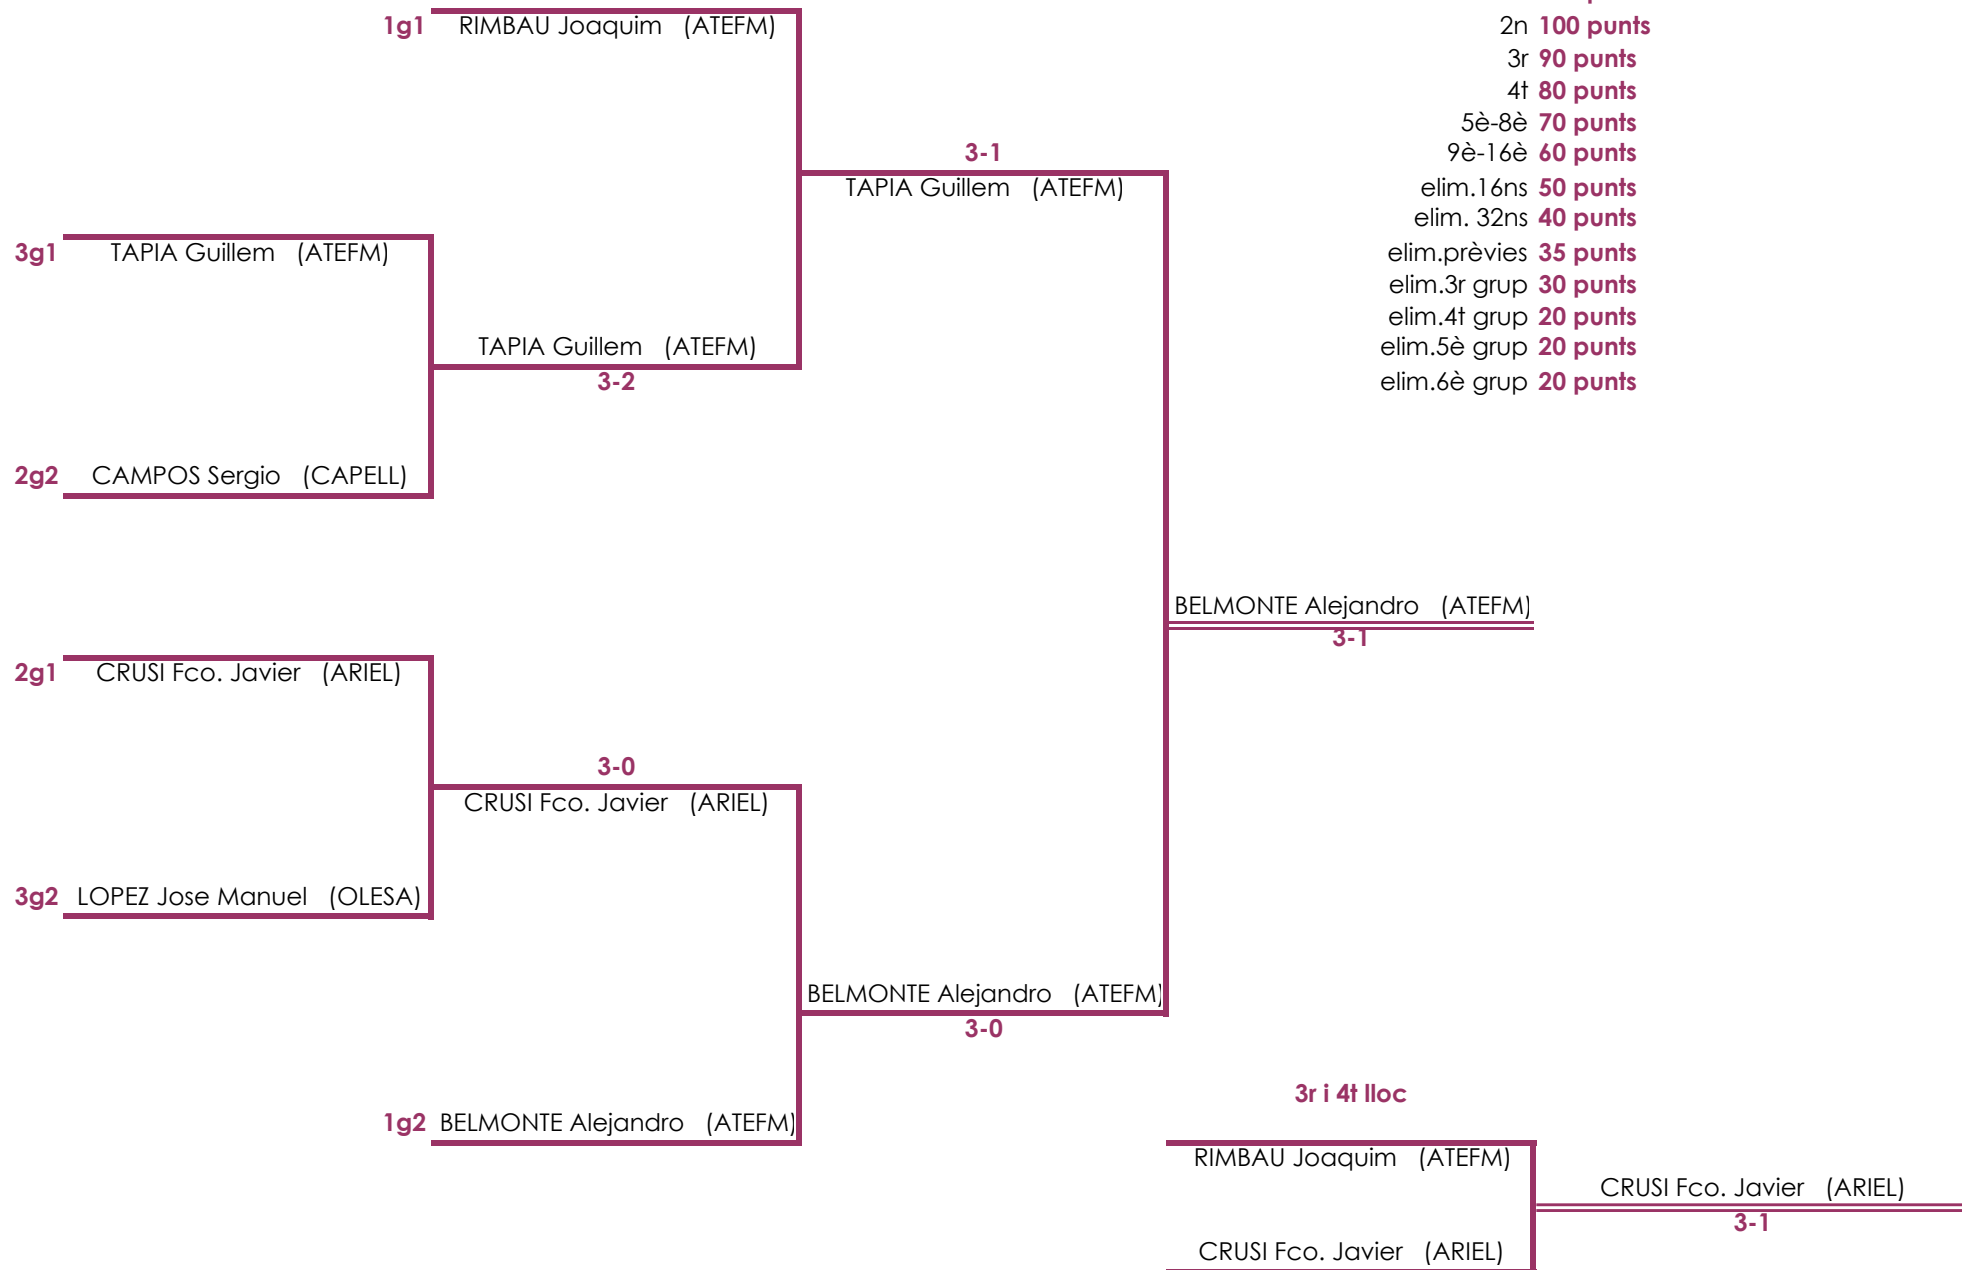 1g1 RIMBAU Joaquim (ATEFM)
2n 100 punts
3r 90 punts
4t 80 punts
5è-8è 70 punts
9è-16è 60 punts
elim.16ns 50 punts
elim. 32ns 40 punts
elim.prèvies 35 punts
elim.3r grup 30 punts
elim.4t grup 20 punts
elim.5è grup 20 punts
elim.6è grup 20 punts
3-1
TAPIA Guillem (ATEFM)
3g1 TAPIA Guillem (ATEFM)
TAPIA Guillem (ATEFM)
3-2
2g2 CAMPOS Sergio (CAPELL)
BELMONTE Alejandro (ATEFM)
3-1
2g1 CRUSI Fco. Javier (ARIEL)
3-0
CRUSI Fco. Javier (ARIEL)
3g2 LOPEZ Jose Manuel (OLESA)
BELMONTE Alejandro (ATEFM)
3-0
1g2 BELMONTE Alejandro (ATEFM)
3r i 4t lloc
RIMBAU Joaquim (ATEFM)
CRUSI Fco. Javier (ARIEL)
3-1
CRUSI Fco. Javier (ARIEL)